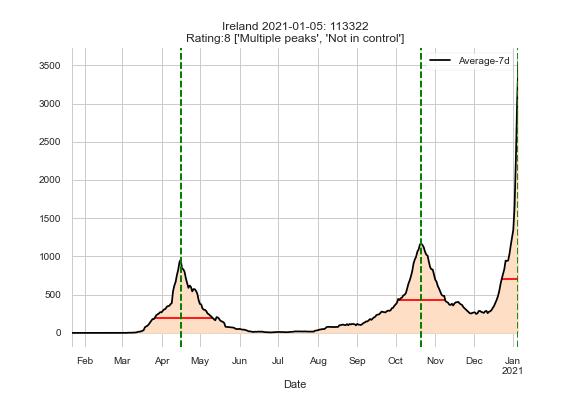 Ireland 2021-01-05: 113322
Rating:8 ['Multiple peaks', 'Not in control']
Average-7d
3500
3000
2500
2000
1500
1000
500
0
Feb Mar Apr May Jun Jul Aug Sep Oct Nov Dec Jan
2021
Date